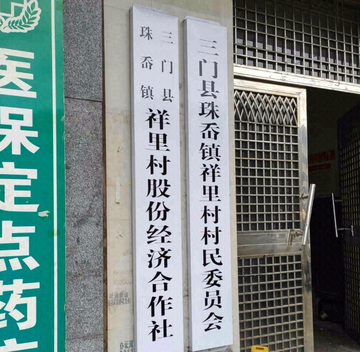 医保定点药
三门县
珠岙镇
祥里村股份经济合作社
三门县珠岙镇祥里村村民委员会